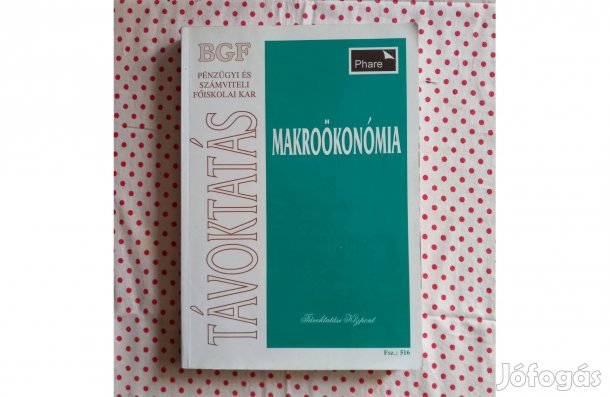 BGF
PÉNZÜGYI ÉS
SZÁMVITELI
FŐISKOLAI KAR
TÁVOKTATÁS
Phare
MAKROÖKONÓMIA
Távoktatási Központ
Fsz.: 516
Jófogás